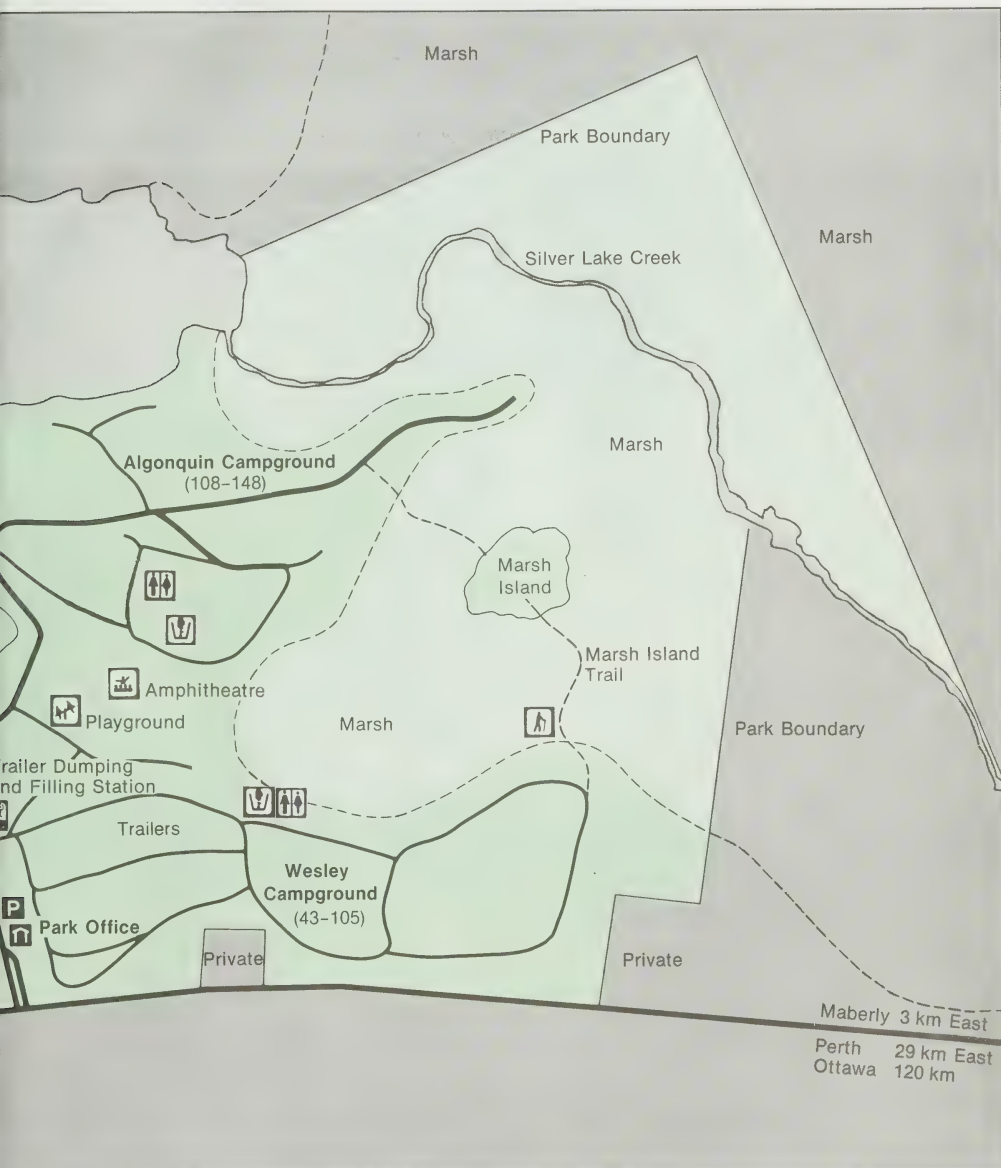 Marsh
Park Boundary
Marsh
Silver Lake Creek
Marsh
Algonquin Campground
(108-148)
Marsh
Island
Marsh Island
Trail
Amphitheatre
Playground
Marsh
Park Boundary
railer Dumping
nd Filling Station
Trailers
Wesley
Campground
(43-105)
P
Park Office
Private
Private
Maberly 3 km East
Perth 29 km East
Ottawa 120 km